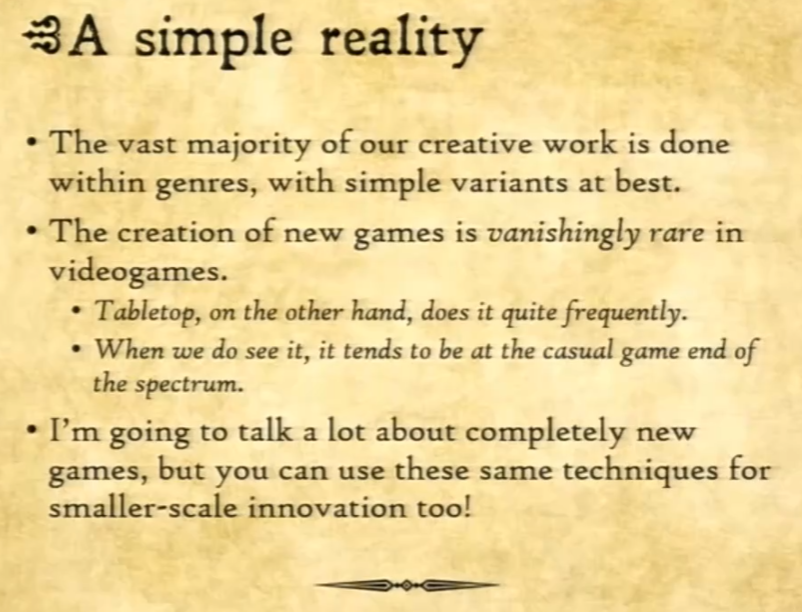 A simple reality
• The vast majority of our creative work is done
within genres, with simple variants at best.
• The creation of new games is vanishingly rare in
videogames.
• Tabletop, on the other hand, does it quite frequently.
• When we do see it, it tends to be at the casual game end of
the spectrum.
• I'm going to talk a lot about completely new
games, but you can use these same techniques for
smaller-scale innovation too!